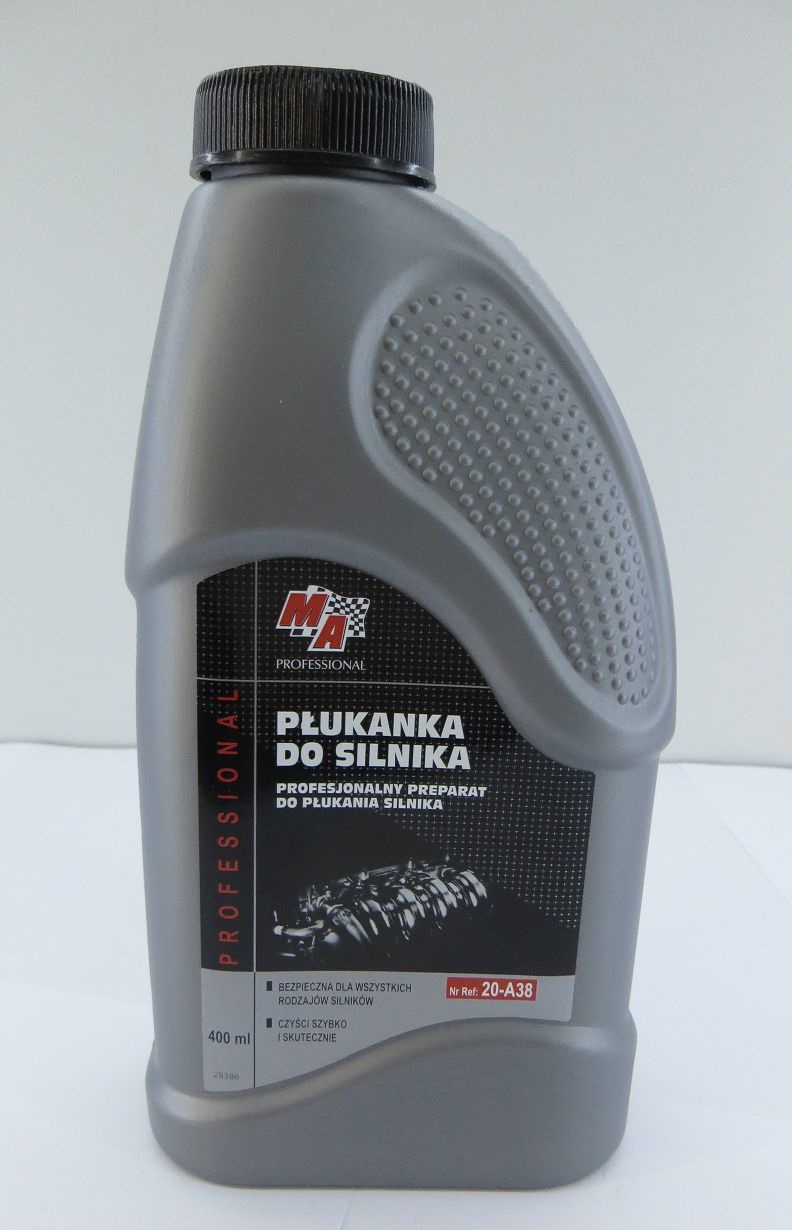 MA
PROFESSIONAL
PROFESSIONAL
PŁUKANKA
DO SILNIKA
PROFESJONALNY PREPARAT
DO PŁUKANIA SILNIKA
BEZPIECZNA DLA WSZYSTKICH
RODZAJÓW SILNIKÓW
Nr Ref: 20-A38
CZYŚCI SZYBKO
I SKUTECZNIE
400 ml
28386